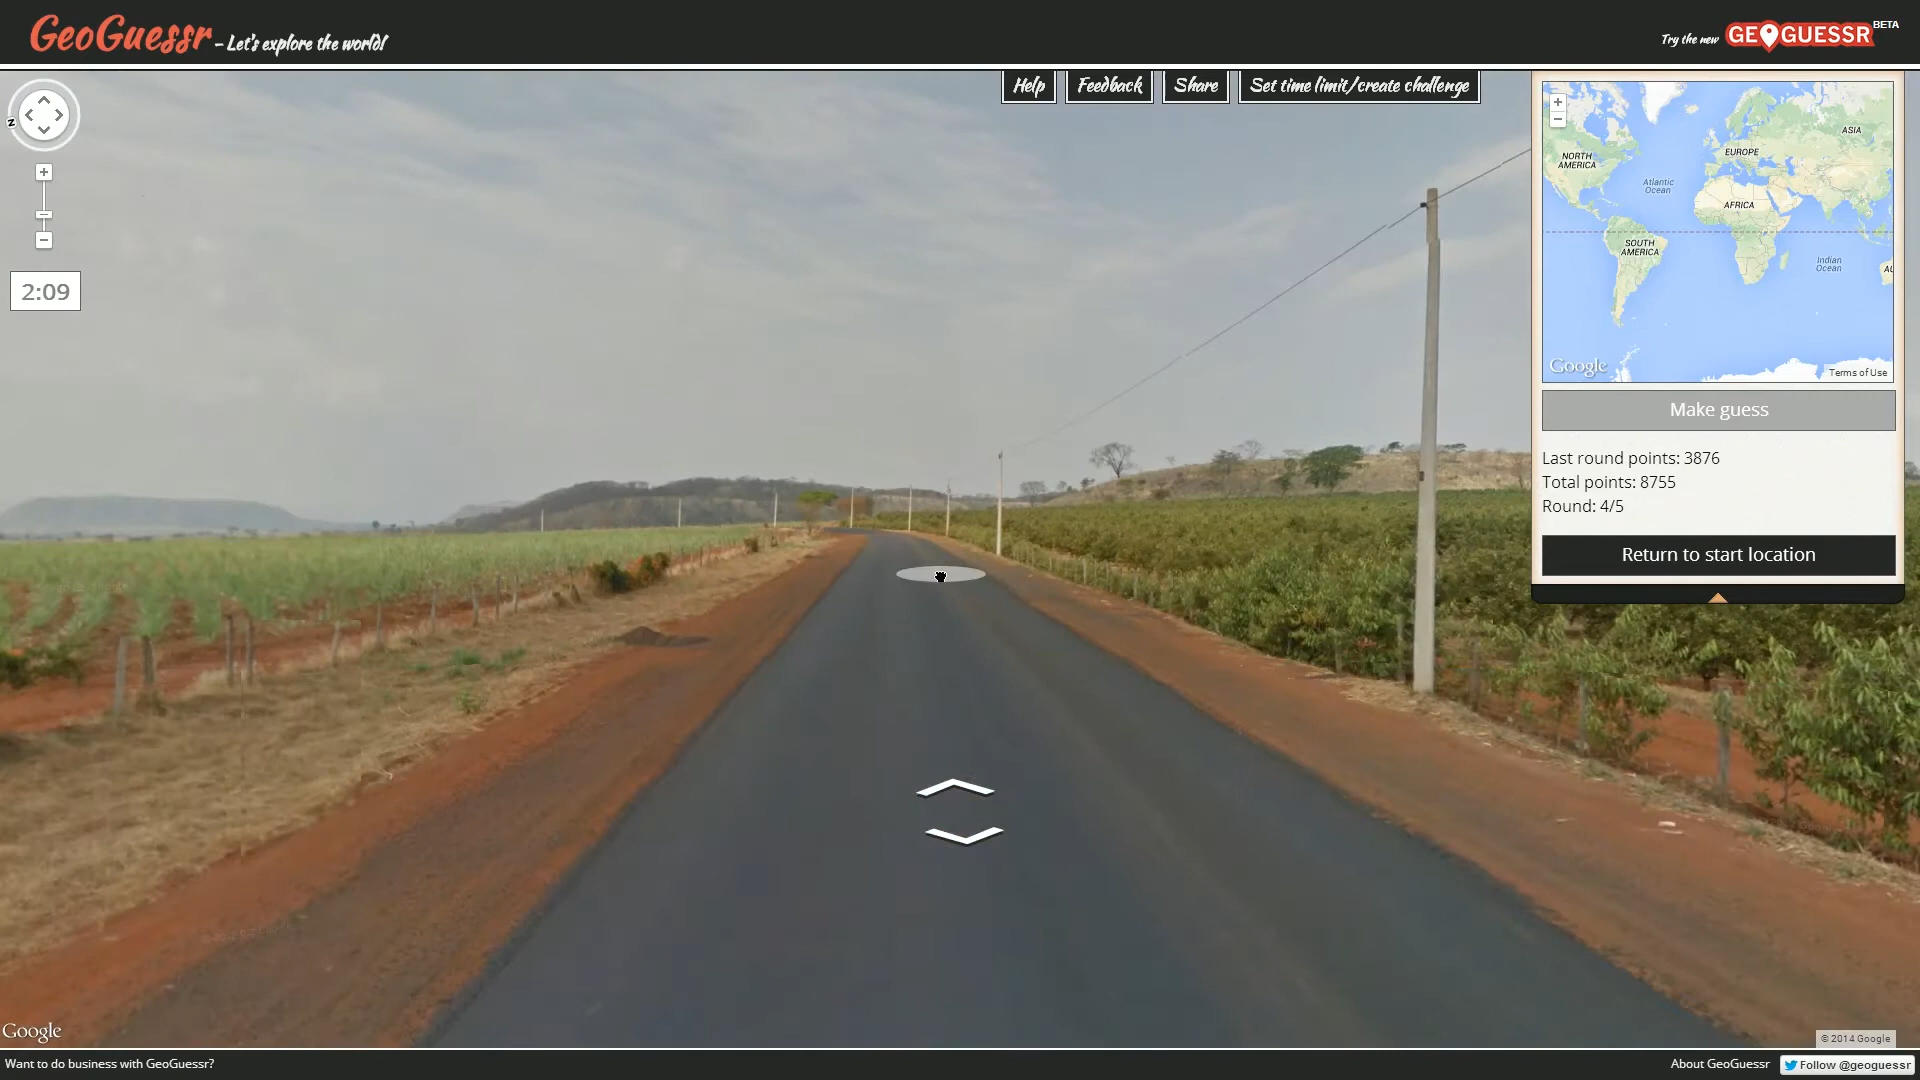 GeoGuessr - Let's explore the world!
Try the new GEOGUESSR BETA
Help
Feedback
Share
Set time limit/create challenge
N
2:09
NORTH AMERICA
Atlantic Ocean
EUROPE
ASIA
AFRICA
SOUTH AMERICA
Indian Ocean
AU
Google
Terms of Use
Make guess
Last round points: 3876
Total points: 8755
Round: 4/5
Return to start location
Google
© 2014 Google
Want to do business with GeoGuessr?
About GeoGuessr
Follow @geoguessr